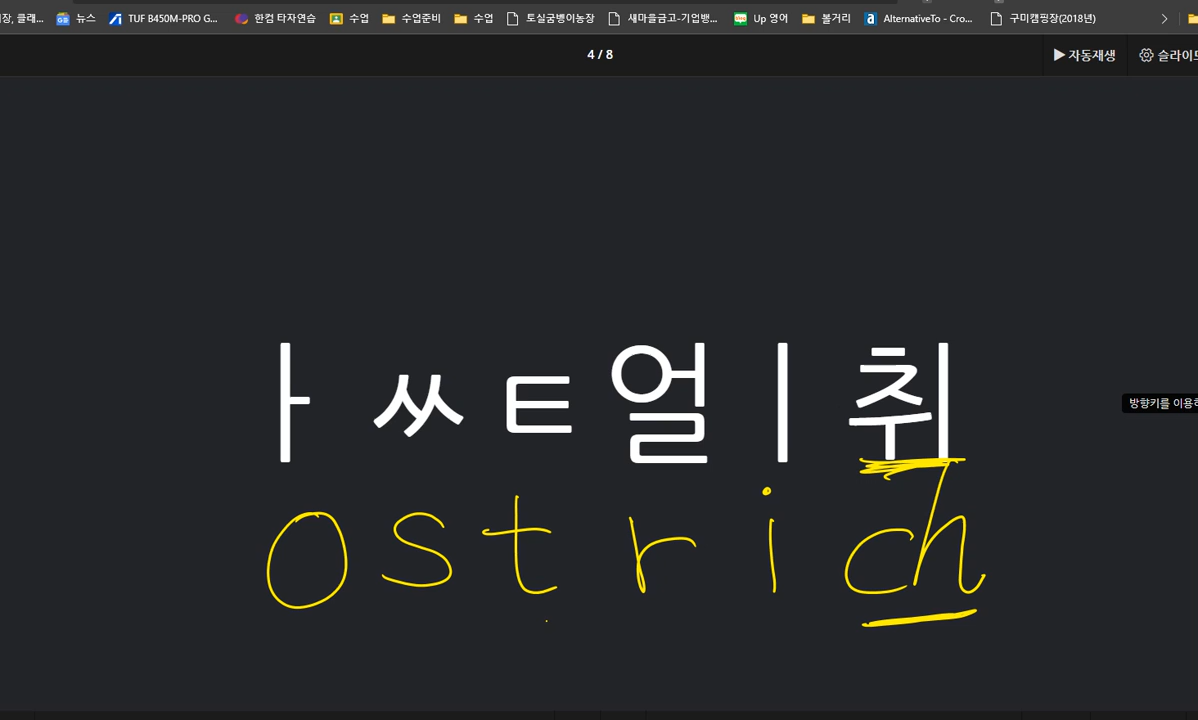 장, 클래... 뉴스 TUF B450M-PRO G... 한컴 타자연습 수업 수업준비 수업 토실굼벵이농장 새마을금고-기업뱅... Up 영어 볼거리 AlternativeTo - Cro... 구미캠핑장(2018년)
4 / 8 ▶ 자동재생 슬라이드
ㅏ ㅆ ㅌ 얼 ㅣ 취
방향키를 이용하
ostrich